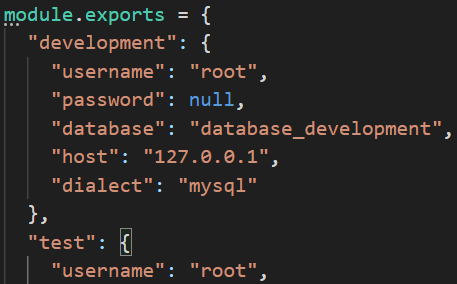 module.exports = {
  "development": {
    "username": "root",
    "password": null,
    "database": "database_development",
    "host": "127.0.0.1",
    "dialect": "mysql"
  },
  "test": {
    "username": "root",